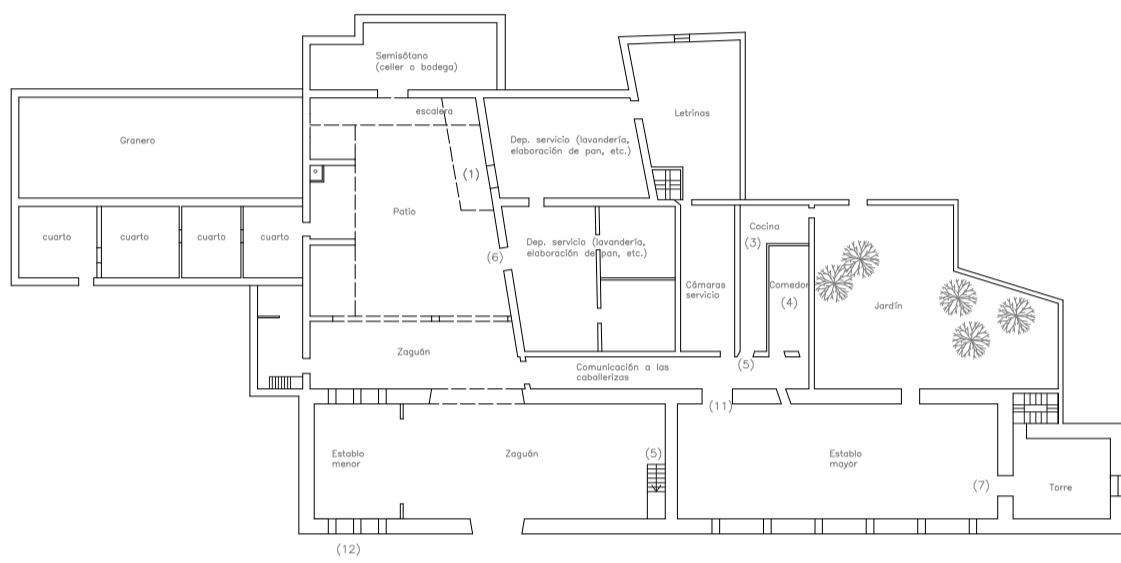 Semisótano
(celler o bodega)
escalera
Granero
Dep. servicio (lavandería,
elaboración de pan, etc.)
Letrinas
(1)
Patio
cuarto
cuarto
cuarto
cuarto
(6)
Dep. servicio (lavandería,
elaboración de pan, etc.)
Cocina
(3)
Cámaras
servicio
Comedor
(4)
Jardín
Zaguán
Comunicación a las
caballerizas
(5)
(11)
Establo
menor
Zaguán
(5)
Establo
mayor
(7)
Torre
(12)